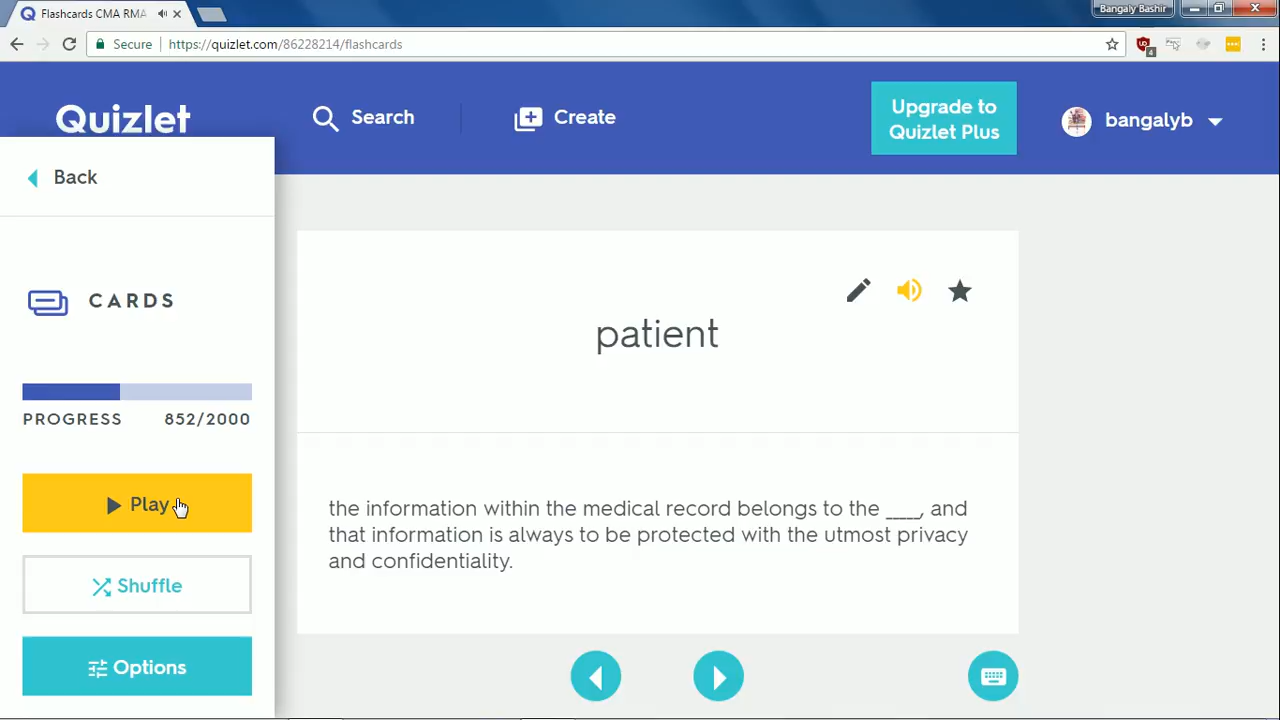 Flashcards CMA RMA
Bangaly Bashir
Secure
https://quizlet.com/86228214/flashcards
4
Quizlet
Search
Create
Upgrade to
Quizlet Plus
bangalyb
Back
CARDS
PROGRESS 852/2000
Play
Shuffle
Options
patient
the information within the medical record belongs to the ____, and
that information is always to be protected with the utmost privacy
and confidentiality.